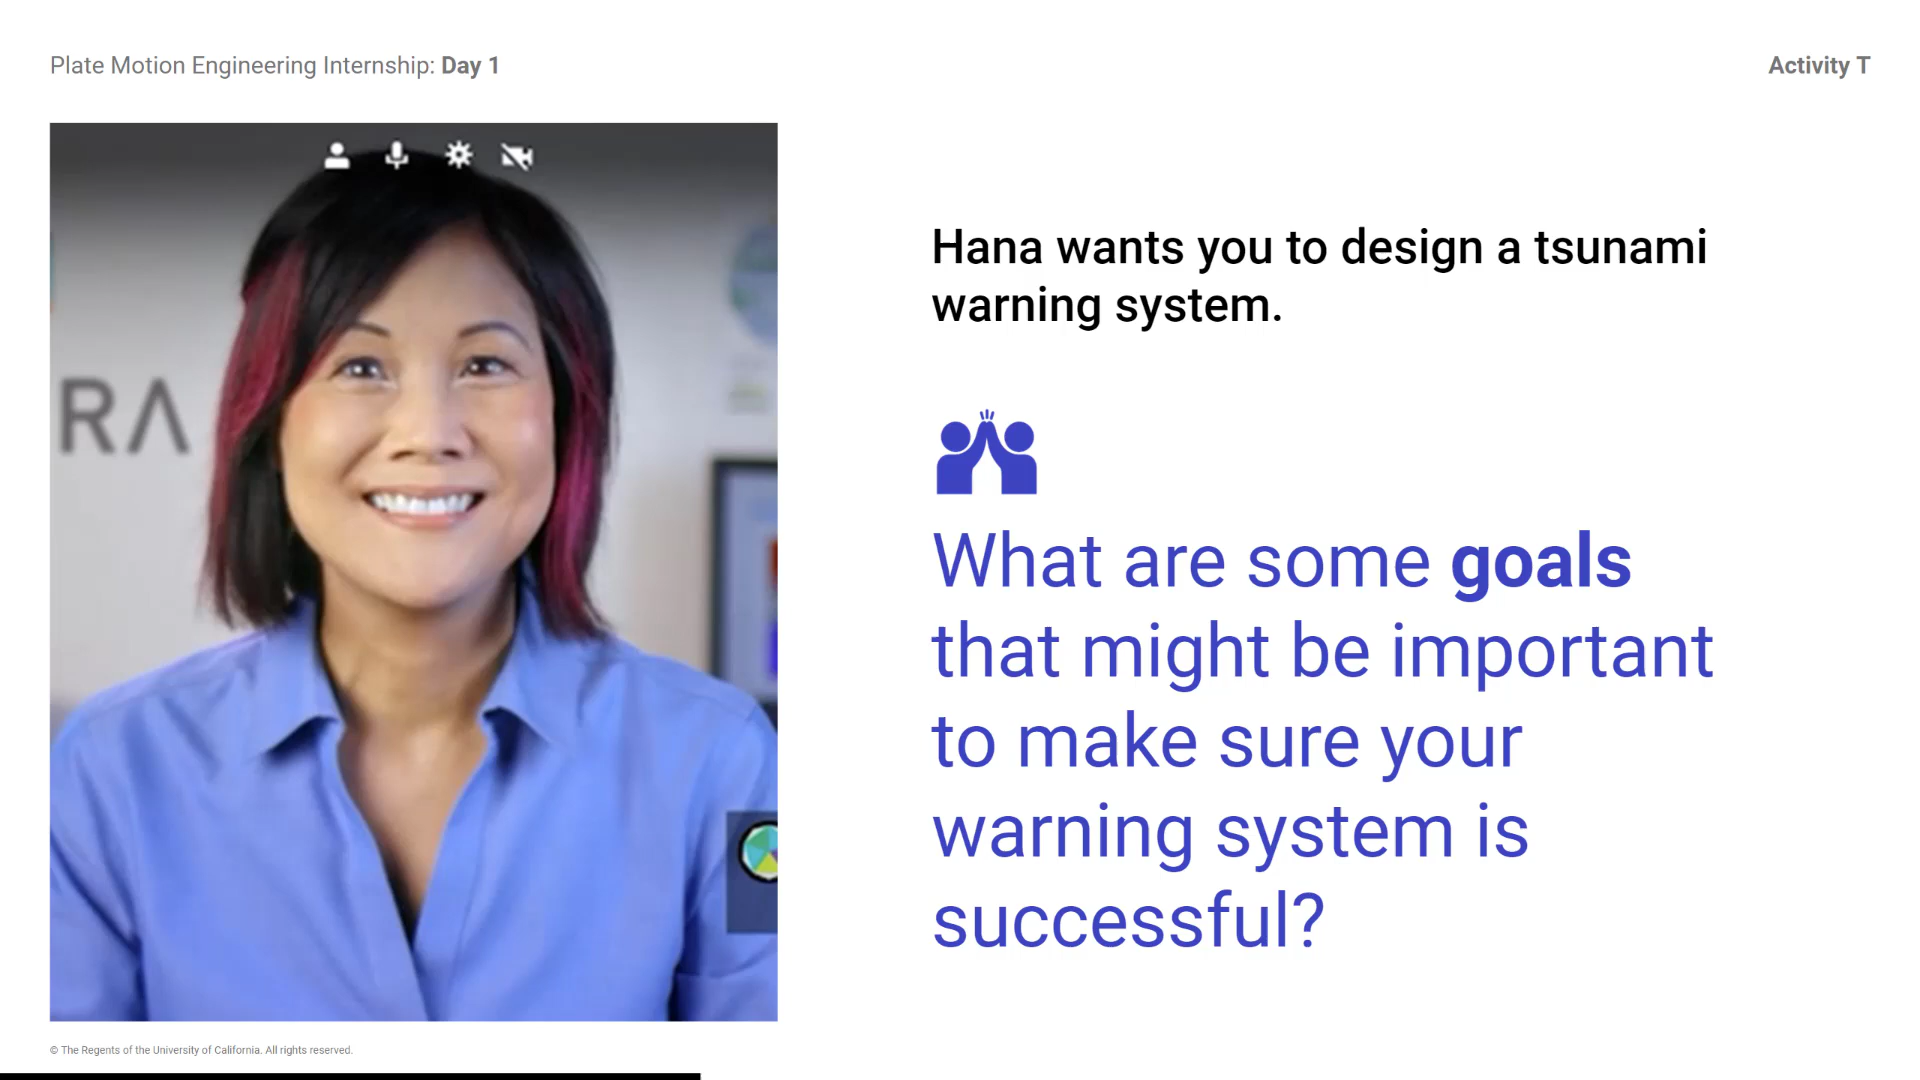 Plate Motion Engineering Internship: Day 1
Activity T
RA
Hana wants you to design a tsunami
warning system.
What are some goals
that might be important
to make sure your
warning system is
successful?
© The Regents of the University of California. All rights reserved.